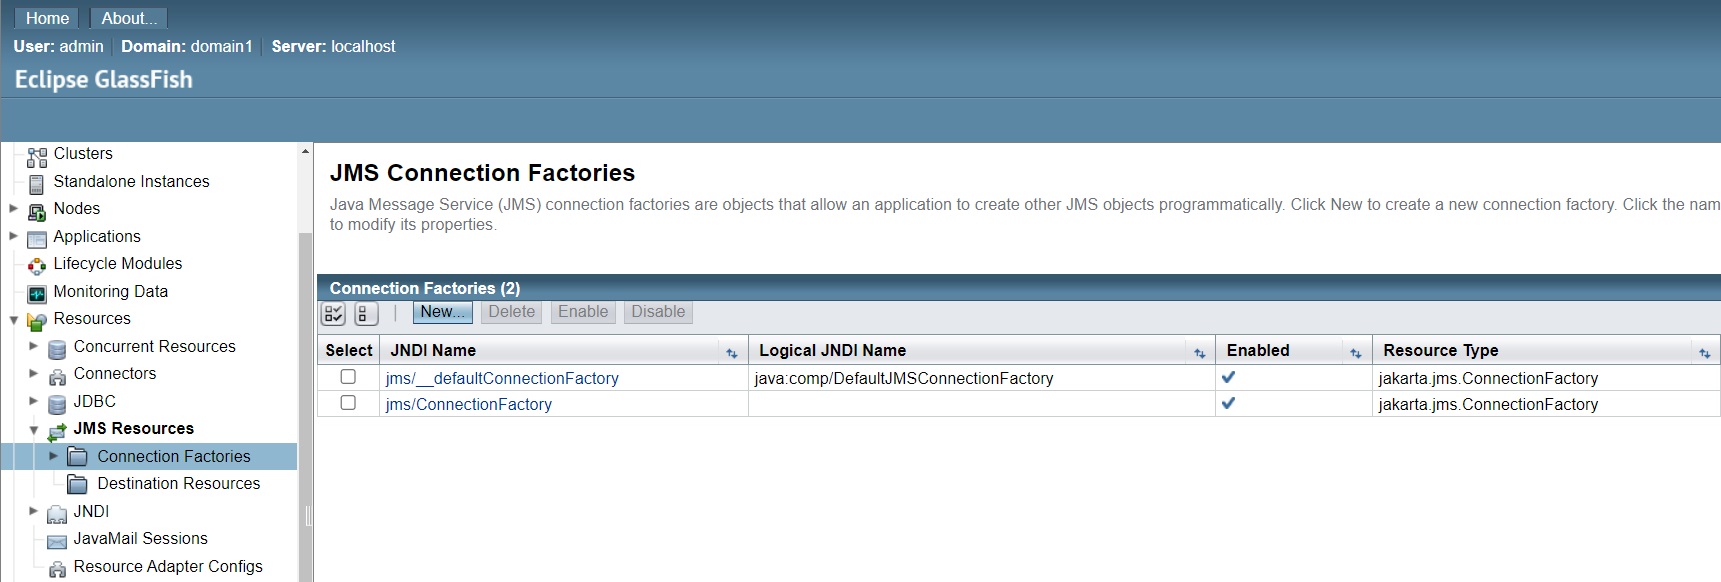 Home About...
User: admin Domain: domain1 Server: localhost
Eclipse GlassFish
Clusters
Standalone Instances
Nodes
Applications
Lifecycle Modules
Monitoring Data
Resources
Concurrent Resources
Connectors
JDBC
JMS Resources
Connection Factories
Destination Resources
JNDI
JavaMail Sessions
Resource Adapter Configs
JMS Connection Factories
Java Message Service (JMS) connection factories are objects that allow an application to create other JMS objects programmatically. Click New to create a new connection factory. Click the nam
to modify its properties.
Connection Factories (2)
New... Delete Enable Disable
Select JNDI Name Logical JNDI Name Enabled Resource Type
jms/__defaultConnectionFactory java:comp/DefaultJMSConnectionFactory jakarta.jms.ConnectionFactory
jms/ConnectionFactory jakarta.jms.ConnectionFactory